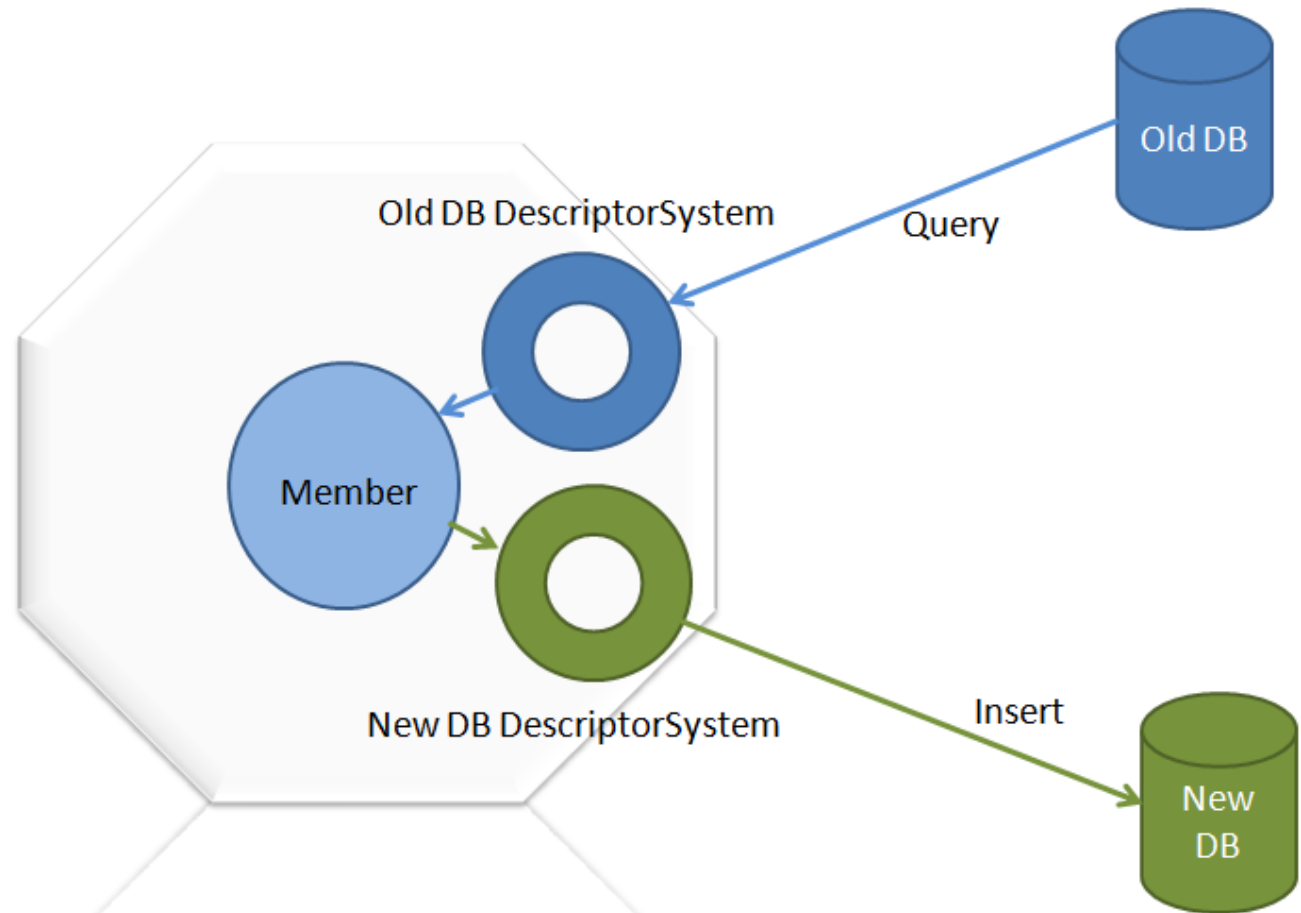 Old DB
Old DB DescriptorSystem
Query
Member
New DB DescriptorSystem
Insert
New
DB